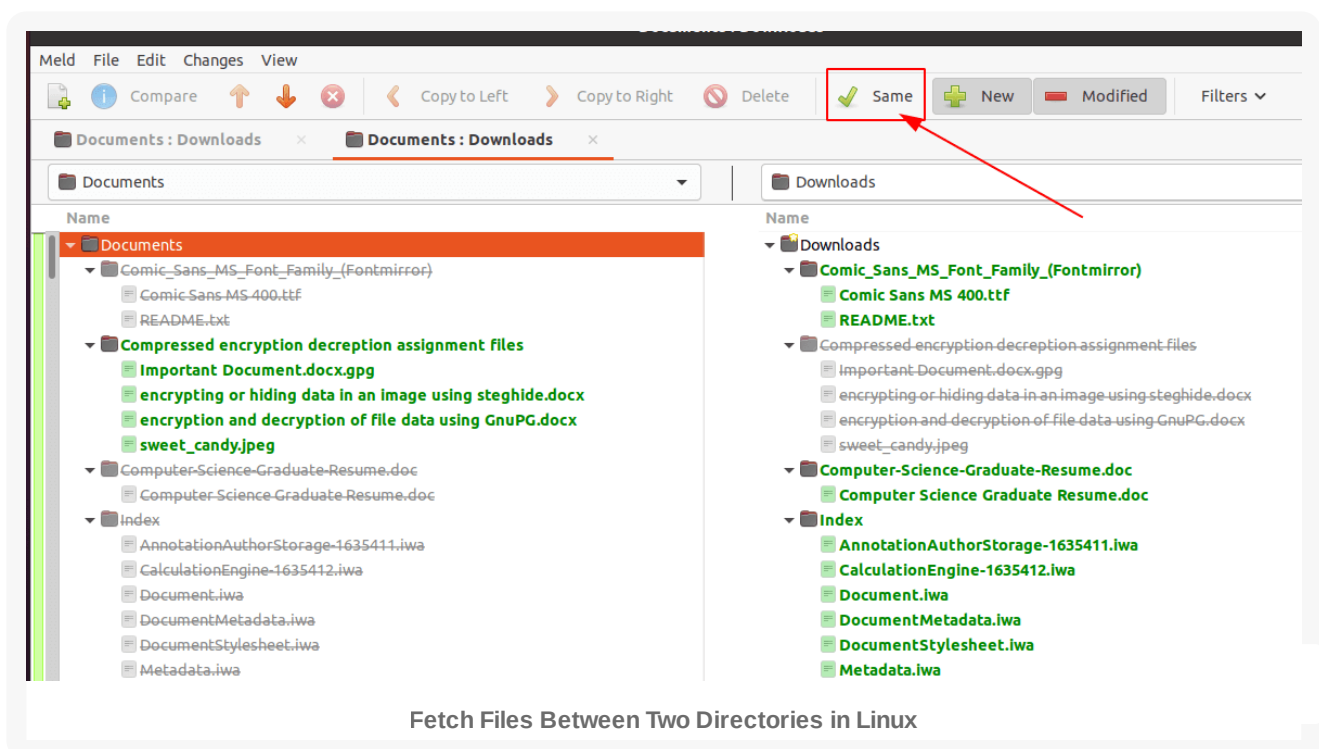 Meld File Edit Changes View
Compare Copy to Left Copy to Right Delete Same New Modified Filters
Documents : Downloads × Documents : Downloads ×
Documents Downloads
Name Name
Documents Downloads
Comic_Sans_MS_Font_Family_(Fontmirror) Comic_Sans_MS_Font_Family_(Fontmirror)
Comic Sans MS 400.ttf Comic Sans MS 400.ttf
README.txt README.txt
Compressed encryption decreption assignment files Compressed encryption decreption assignment files
Important Document.docx.gpg Important Document.docx.gpg
encrypting or hiding data in an image using steghide.docx encrypting or hiding data in an image using steghide.docx
encryption and decryption of file data using GnuPG.docx encryption and decryption of file data using GnuPG.docx
sweet_candy.jpeg sweet_candy.jpeg
Computer-Science-Graduate-Resume.doc Computer-Science-Graduate-Resume.doc
Computer Science Graduate Resume.doc Computer Science Graduate Resume.doc
Index Index
AnnotationAuthorStorage-1635411.iwa AnnotationAuthorStorage-1635411.iwa
CalculationEngine-1635412.iwa CalculationEngine-1635412.iwa
Document.iwa Document.iwa
DocumentMetadata.iwa DocumentMetadata.iwa
DocumentStylesheet.iwa DocumentStylesheet.iwa
Metadata.iwa Metadata.iwa
Fetch Files Between Two Directories in Linux